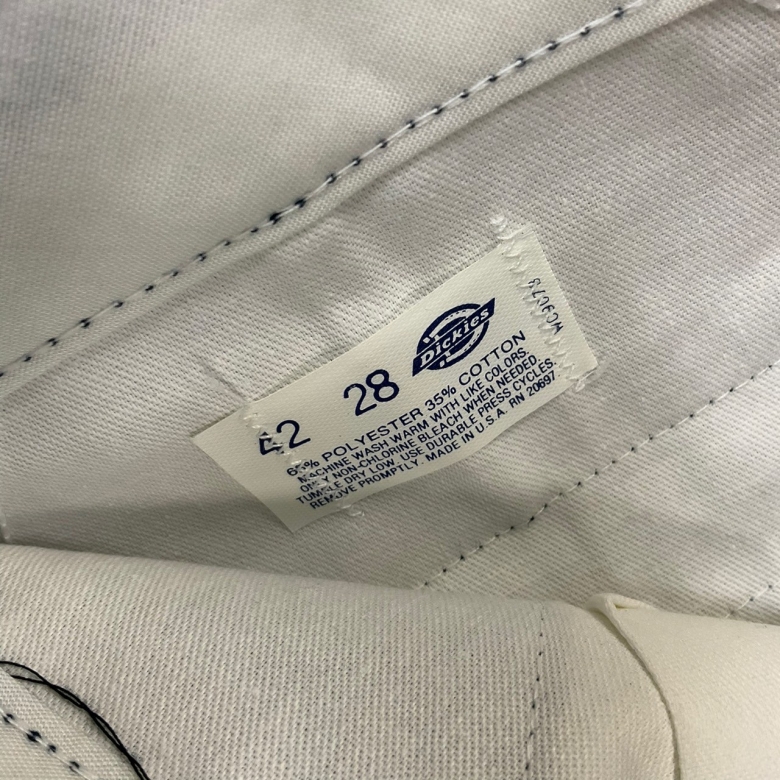 Dickies
42 28
65% POLYESTER 35% COTTON
MACHINE WASH WARM WITH LIKE COLORS.
ONLY NON-CHLORINE BLEACH WHEN NEEDED.
TUMBLE DRY LOW. USE DURABLE PRESS CYCLES.
REMOVE PROMPTLY. MADE IN U.S.A. RN 20697